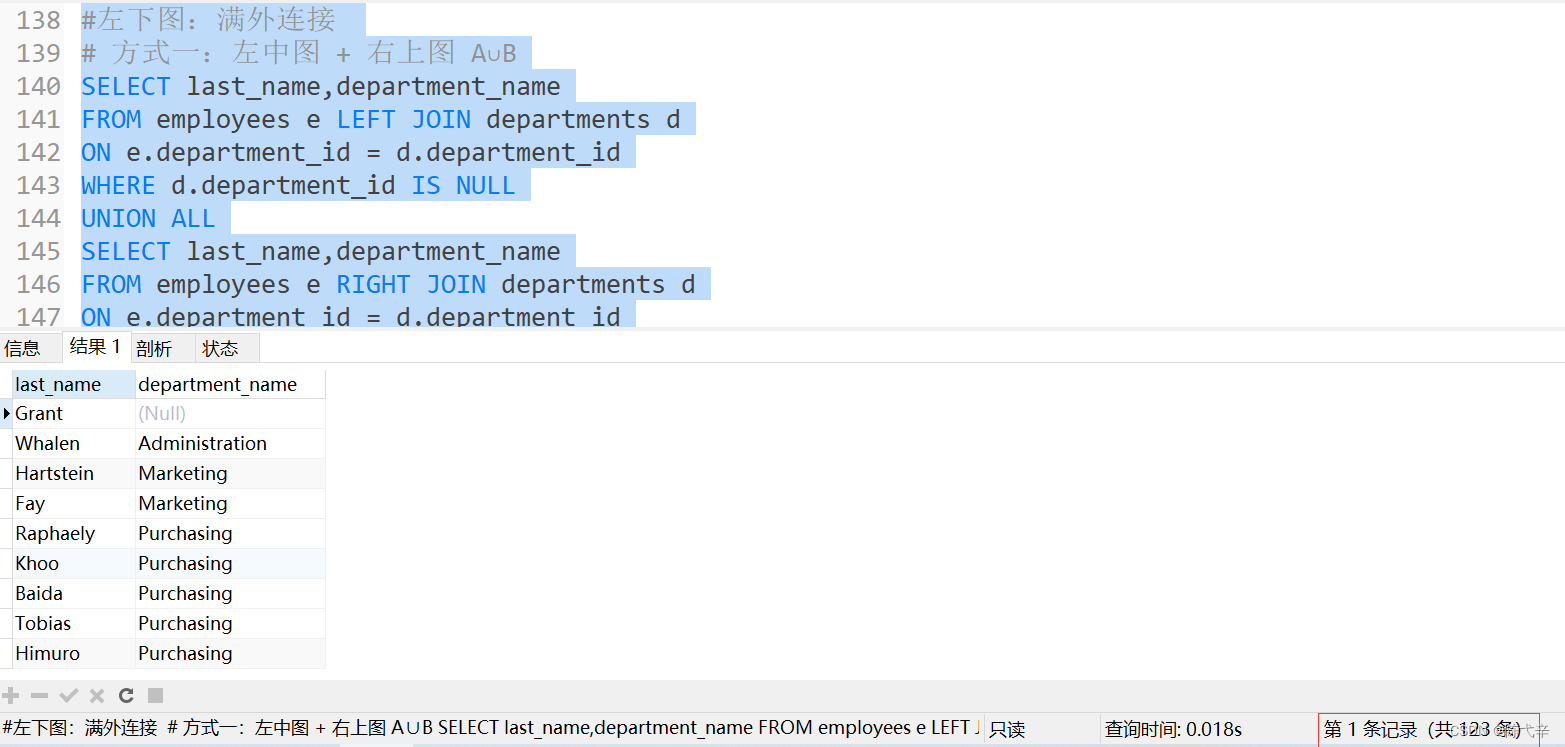 138 #左下图：满外连接
139 # 方式一：左中图 + 右上图 A∪B
140 SELECT last_name,department_name
141 FROM employees e LEFT JOIN departments d
142 ON e.department_id = d.department_id
143 WHERE d.department_id IS NULL
144 UNION ALL
145 SELECT last_name,department_name
146 FROM employees e RIGHT JOIN departments d
147 ON e.department_id = d.department_id
信息 结果 1 剖析 状态
last_name department_name
Grant (Null)
Whalen Administration
Hartstein Marketing
Fay Marketing
Raphaely Purchasing
Khoo Purchasing
Baida Purchasing
Tobias Purchasing
Himuro Purchasing
#左下图：满外连接 # 方式一：左中图 + 右上图 A∪B SELECT last_name,department_name FROM employees e LEFT J 只读 查询时间: 0.018s 第 1 条记录（共 123 条）